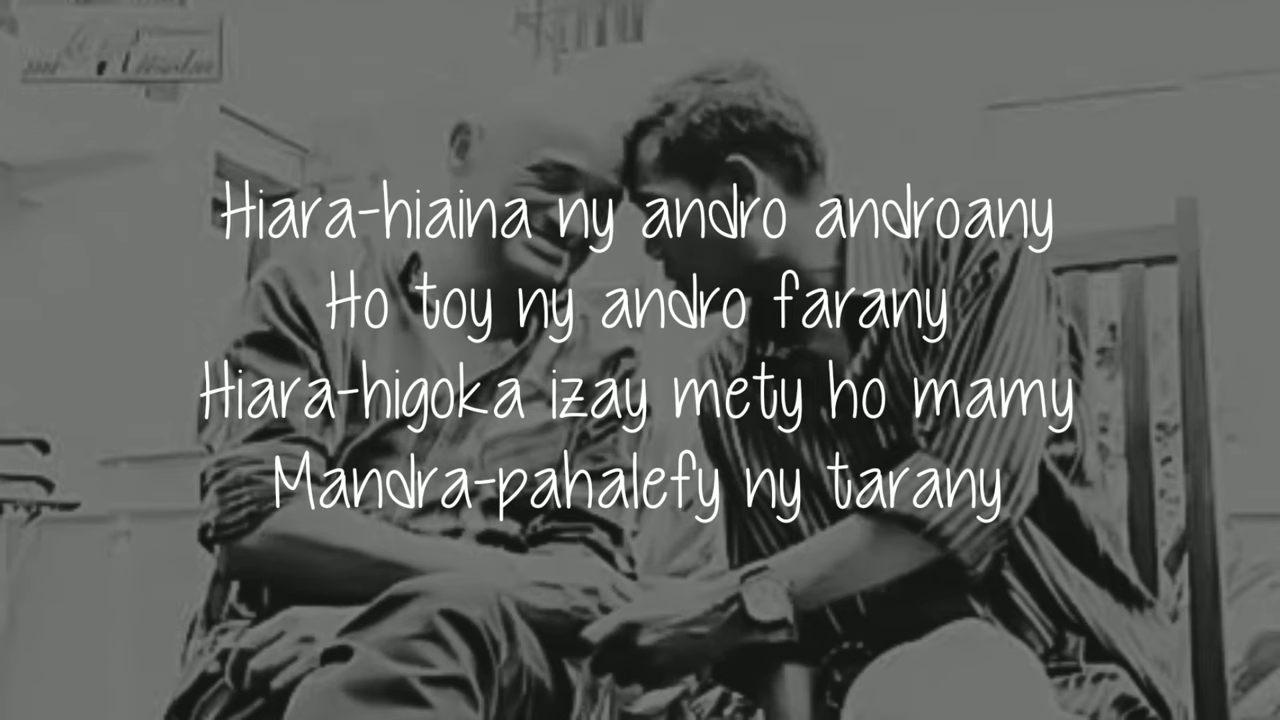 Hiara-hiaina ny andro androany
Ho toy ny andro farany
Hiara-higoka izay mety ho mamy
Mandra-pahalefy ny tarany